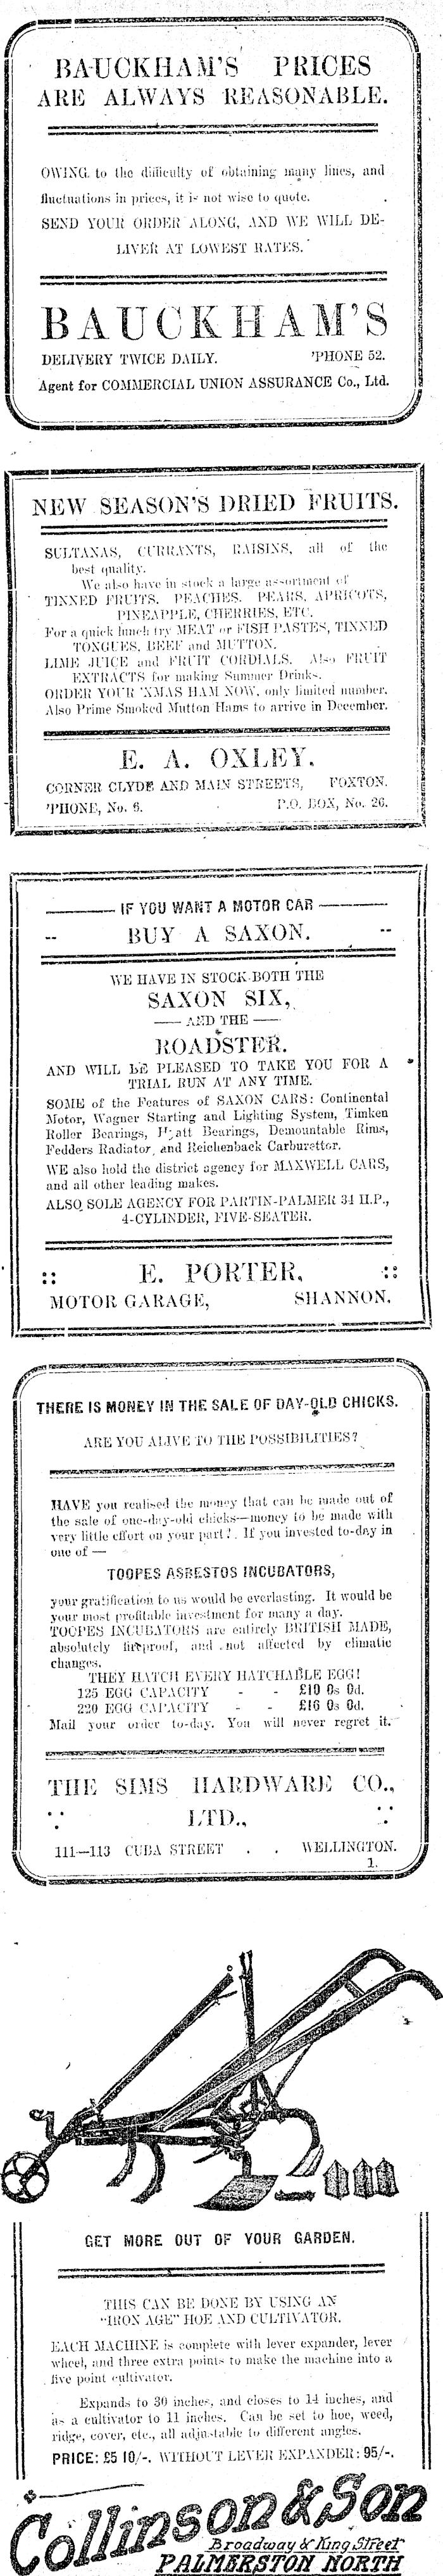 BAUCKHAM'S PRICES
ARE ALWAYS REASONABLE.
OWING to the difficulty of obtaining many lines, and
fluctuations in prices, it is not wise to quote.
SEND YOUR ORDER ALONG, AND WE WILL DE-
LIVER AT LOWEST RATES.
BAUCKHAM'S
DELIVERY TWICE DAILY. 'PHONE 52.
Agent for COMMERCIAL UNION ASSURANCE Co., Ltd.
NEW SEASON'S DRIED FRUITS.
SULTANAS, CURRANTS, RAISINS, all of the
best quality.
We also have in stock a large assortment of
TINNED FRUITS, PEACHES, PEARS, APRICOTS,
PINEAPPLE, CHERRIES, ETC.
For a quick lunch try MEAT or FISH PASTES, TINNED
TONGUES, BEEF and MUTTON.
LIME JUICE and FRUIT CORDIALS. Also FRUIT
EXTRACTS for making Summer Drinks.
ORDER YOUR 'XMAS HAM NOW, only limited number.
Also Prime Smoked Mutton Hams to arrive in December.
E. A. OXLEY.
CORNER CLYDE AND MAIN STREETS, FOXTON.
'PHONE, No. 6. P.O. BOX, No. 26.
IF YOU WANT A MOTOR CAR
BUY A SAXON.
WE HAVE IN STOCK BOTH THE
SAXON SIX,
— AND THE —
ROADSTER.
AND WILL BE PLEASED TO TAKE YOU FOR A
TRIAL RUN AT ANY TIME.
SOME of the Features of SAXON CARS: Continental
Motor, Wagner Starting and Lighting System, Timken
Roller Bearings, Hyatt Bearings, Demountable Rims,
Fedders Radiator, and Reichenback Carburettor.
WE also hold the district agency for MAXWELL CARS,
and all other leading makes.
ALSO SOLE AGENCY FOR PARTIN-PALMER 34 H.P.,
4-CYLINDER, FIVE-SEATER.
:: E. PORTER, ::
MOTOR GARAGE, SHANNON.
THERE IS MONEY IN THE SALE OF DAY-OLD CHICKS.
ARE YOU ALIVE TO THE POSSIBILITIES?
HAVE you realised the money that can be made out of
the sale of one-day-old chicks—money to be made with
very little effort on your part? If you invested to-day in
one of —
TOOPES ASBESTOS INCUBATORS,
your gratification to us would be everlasting. It would be
your most profitable investment for many a day.
TOOPES INCUBATORS are entirely BRITISH MADE,
absolutely fireproof, and not affected by climatic
changes.
THEY HATCH EVERY HATCHABLE EGG!
125 EGG CAPACITY - - £10 0s 0d.
220 EGG CAPACITY - - £16 0s 0d.
Mail your order to-day. You will never regret it.
THE SIMS HARDWARE CO.,
LTD.,
111—113 CUBA STREET . . WELLINGTON.
1.
GET MORE OUT OF YOUR GARDEN.
THIS CAN BE DONE BY USING AN
"IRON AGE" HOE AND CULTIVATOR.
EACH MACHINE is complete with lever expander, lever
wheel, and three extra points to make the machine into a
five point cultivator.
Expands to 30 inches, and closes to 14 inches, and
as a cultivator to 11 inches. Can be set to hoe, weed,
ridge, cover, etc., all adjustable to different angles.
PRICE: £5 10/-. WITHOUT LEVER EXPANDER: 95/-.
Collinson & Son
Broadway & King Street
PALMERSTON NORTH